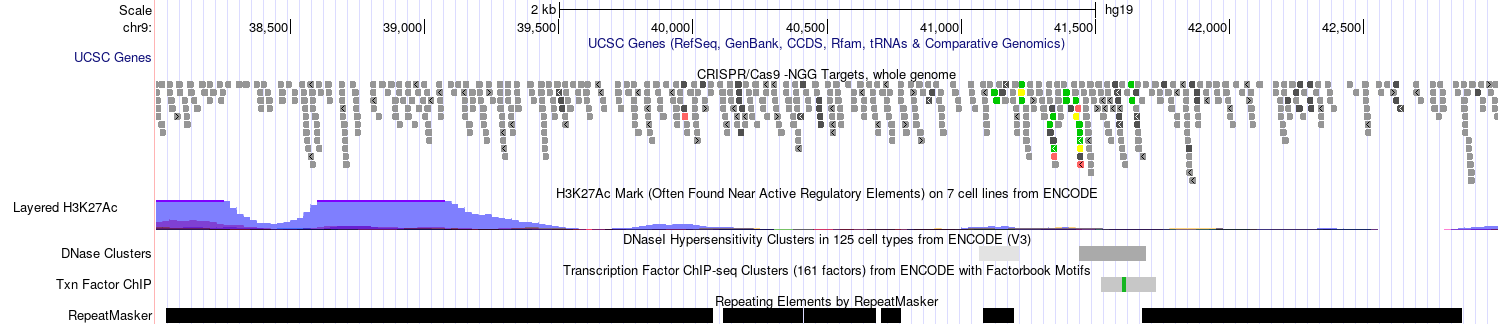 Scale 2 kb hg19
chr9: 38,500 39,000 39,500 40,000 40,500 41,000 41,500 42,000 42,500
UCSC Genes (RefSeq, GenBank, CCDS, Rfam, tRNAs & Comparative Genomics)
UCSC Genes
CRISPR/Cas9 -NGG Targets, whole genome
H3K27Ac Mark (Often Found Near Active Regulatory Elements) on 7 cell lines from ENCODE
Layered H3K27Ac
DNaseI Hypersensitivity Clusters in 125 cell types from ENCODE (V3)
DNase Clusters
Transcription Factor ChIP-seq Clusters (161 factors) from ENCODE with Factorbook Motifs
Txn Factor ChIP
Repeating Elements by RepeatMasker
RepeatMasker